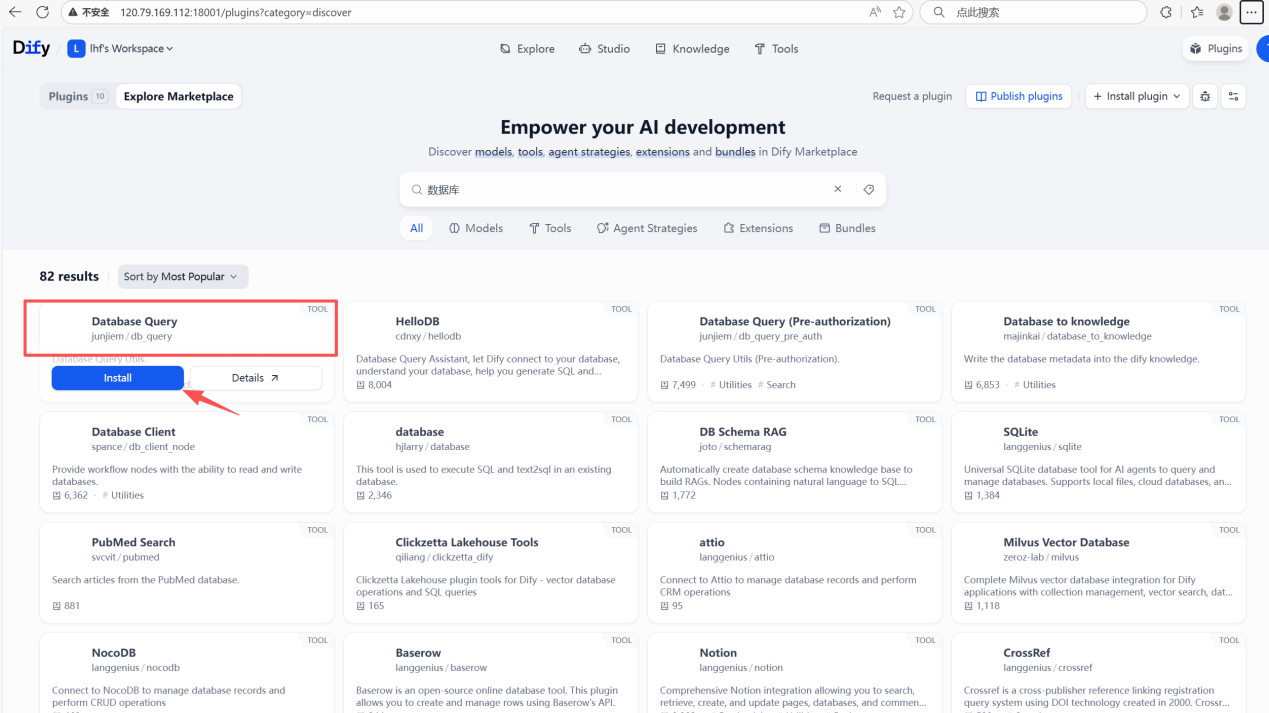 不安全 120.79.169.112:18001/plugins?category=discover
点此搜索
Dify / L lhf's Workspace
Explore Studio Knowledge Tools
Plugins
Plugins 10 Explore Marketplace
Request a plugin Publish plugins + Install plugin
Empower your AI development
Discover models, tools, agent strategies, extensions and bundles in Dify Marketplace
数据库
All Models Tools Agent Strategies Extensions Bundles
82 results Sort by Most Popular
TOOL
Database Query
junjiem / db_query
Database Query Utils.
Install Details
TOOL
HelloDB
cdnxy / hellodb
Database Query Assistant, let Dify connect to your database,
understand your database, help you generate SQL and...
8,004
TOOL
Database Query (Pre-authorization)
junjiem / db_query_pre_auth
Database Query Utils (Pre-authorization).
7,499 · # Utilities # Search
TOOL
Database to knowledge
majinkai / database_to_knowledge
Write the database metadata into the dify knowledge.
6,853 · # Utilities
TOOL
Database Client
spance / db_client_node
Provide workflow nodes with the ability to read and write
databases.
6,362 · # Utilities
TOOL
database
hjlarry / database
This tool is used to execute SQL and text2sql in an existing
database.
2,346
TOOL
DB Schema RAG
joto / schemarag
Automatically create database schema knowledge base to
build RAGs. Nodes containing natural language to SQL...
1,772
TOOL
SQLite
langgenius / sqlite
Universal SQLite database tool for AI agents to query and
manage databases. Supports local files, cloud databases, an...
1,384
TOOL
PubMed Search
svcvit / pubmed
Search articles from the PubMed database.
881
TOOL
Clickzetta Lakehouse Tools
qiliang / clickzetta_dify
Clickzetta Lakehouse plugin tools for Dify - vector database
operations and SQL queries
165
TOOL
attio
langgenius / attio
Connect to Attio to manage database records and perform
CRM operations
95
TOOL
Milvus Vector Database
zeroz-lab / milvus
Complete Milvus vector database integration for Dify
applications with collection management, vector search, dat...
1,118
TOOL
NocoDB
langgenius / nocodb
Connect to NocoDB to manage database records and
perform CRUD operations
TOOL
Baserow
langgenius / baserow
Baserow is an open-source online database tool. This plugin
allows you to create and manage rows using Baserow's API.
TOOL
Notion
langgenius / notion
Comprehensive Notion integration allowing you to search,
retrieve, create, and update pages, databases, and commen...
TOOL
CrossRef
langgenius / crossref
Crossref is a cross-publisher reference linking registration
query system using DOI technology created in 2000. Crossr...